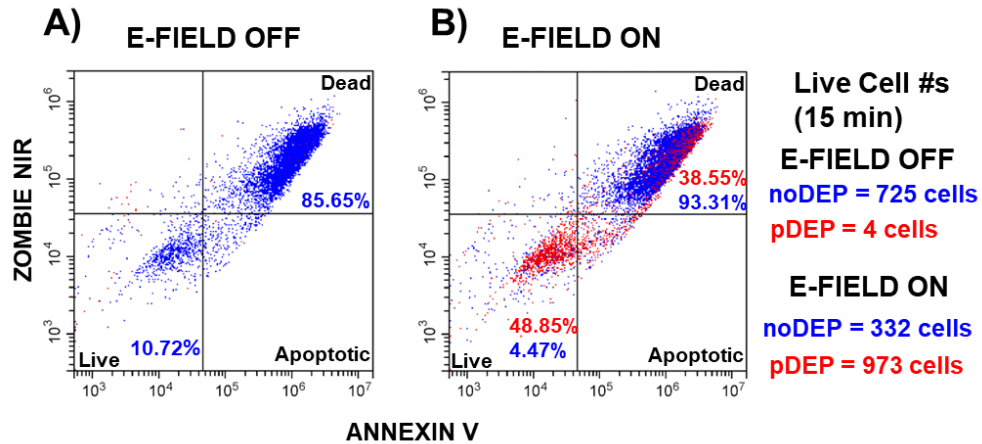 A)
E-FIELD OFF
B)
E-FIELD ON
ZOMBIE NIR
10⁶
10⁵
10⁴
10³
Dead
85.65%
10.72%
Live
Apoptotic
10³ 10⁴ 10⁵ 10⁶ 10⁷
10⁶
10⁵
10⁴
10³
Dead
38.55%
93.31%
48.85%
4.47%
Live
Apoptotic
10³ 10⁴ 10⁵ 10⁶ 10⁷
ANNEXIN V
Live Cell #s
(15 min)
E-FIELD OFF
noDEP = 725 cells
pDEP = 4 cells
E-FIELD ON
noDEP = 332 cells
pDEP = 973 cells